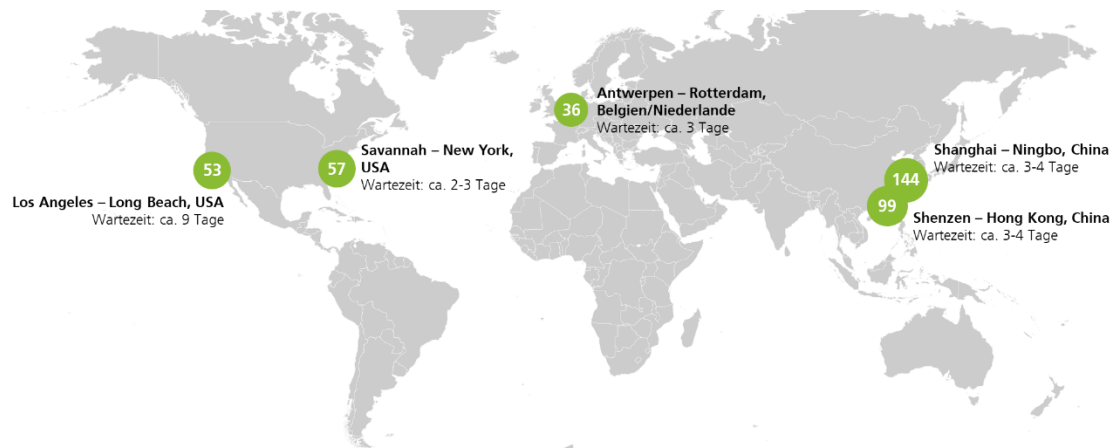 53
Los Angeles – Long Beach, USA
Wartezeit: ca. 9 Tage
57
Savannah – New York,
USA
Wartezeit: ca. 2-3 Tage
36
Antwerpen – Rotterdam,
Belgien/Niederlande
Wartezeit: ca. 3 Tage
144
Shanghai – Ningbo, China
Wartezeit: ca. 3-4 Tage
99
Shenzen – Hong Kong, China
Wartezeit: ca. 3-4 Tage